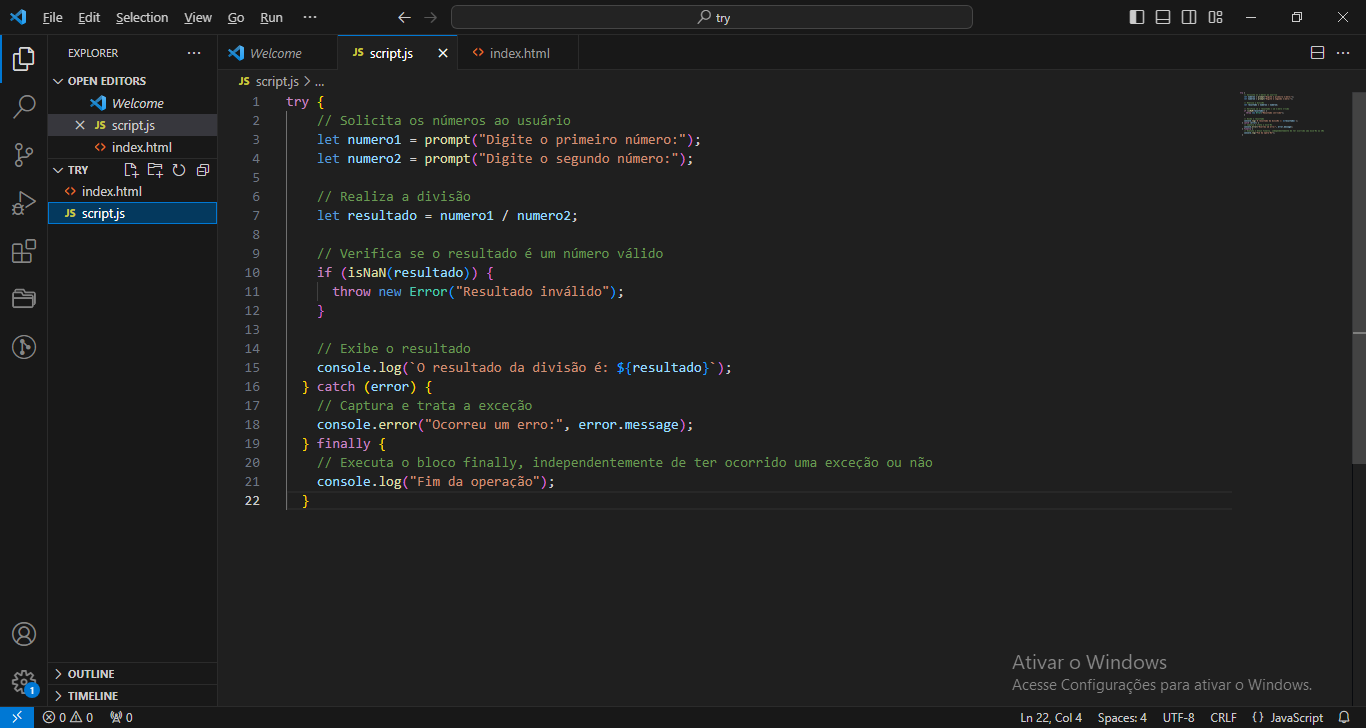 File Edit Selection View Go Run ··· try
EXPLORER ···
OPEN EDITORS
Welcome
JS script.js
index.html
TRY
index.html
JS script.js
OUTLINE
TIMELINE
Welcome JS script.js index.html ···
JS script.js > ...
1 try {
2 // Solicita os números ao usuário
3 let numero1 = prompt("Digite o primeiro número:");
4 let numero2 = prompt("Digite o segundo número:");
5
6 // Realiza a divisão
7 let resultado = numero1 / numero2;
8
9 // Verifica se o resultado é um número válido
10 if (isNaN(resultado)) {
11 throw new Error("Resultado inválido");
12 }
13
14 // Exibe o resultado
15 console.log(`O resultado da divisão é: ${resultado}`);
16 } catch (error) {
17 // Captura e trata a exceção
18 console.error("Ocorreu um erro:", error.message);
19 } finally {
20 // Executa o bloco finally, independentemente de ter ocorrido uma exceção ou não
21 console.log("Fim da operação");
22 }
Ativar o Windows
Acesse Configurações para ativar o Windows.
1
0 0 0 Ln 22, Col 4 Spaces: 4 UTF-8 CRLF {} JavaScript